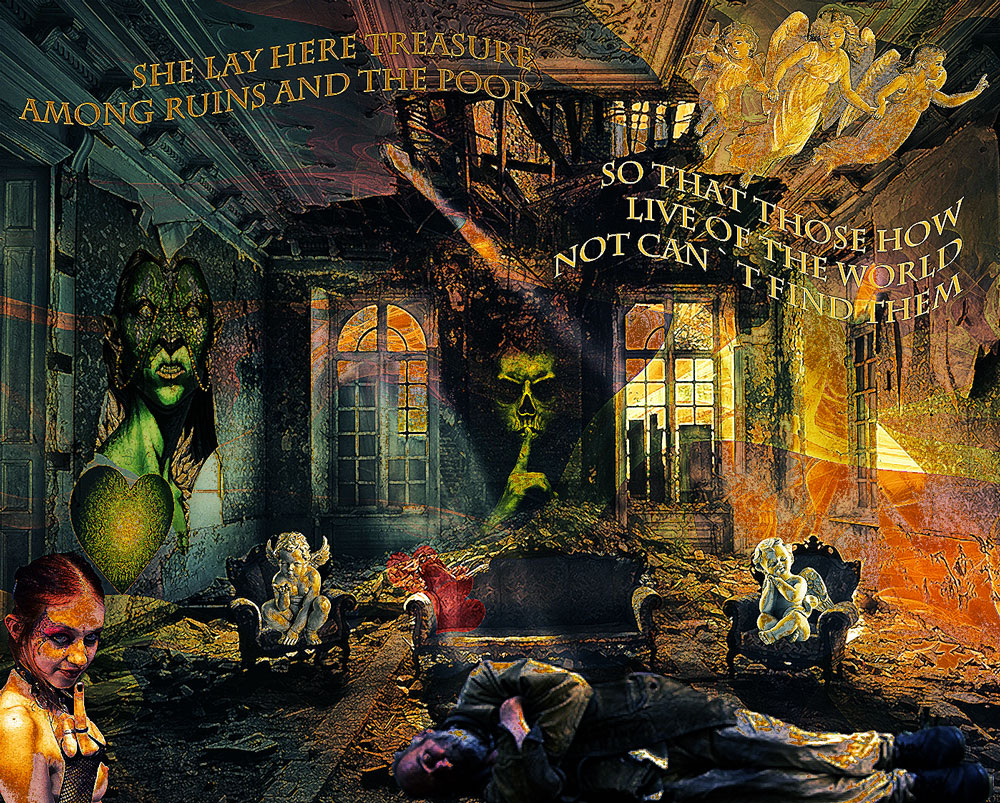 SHE LAY HERE TREASURE
AMONG RUINS AND THE POOR
SO THAT THOSE HOW
LIVE OF THE WORLD
NOT CAN`T FIND THEM